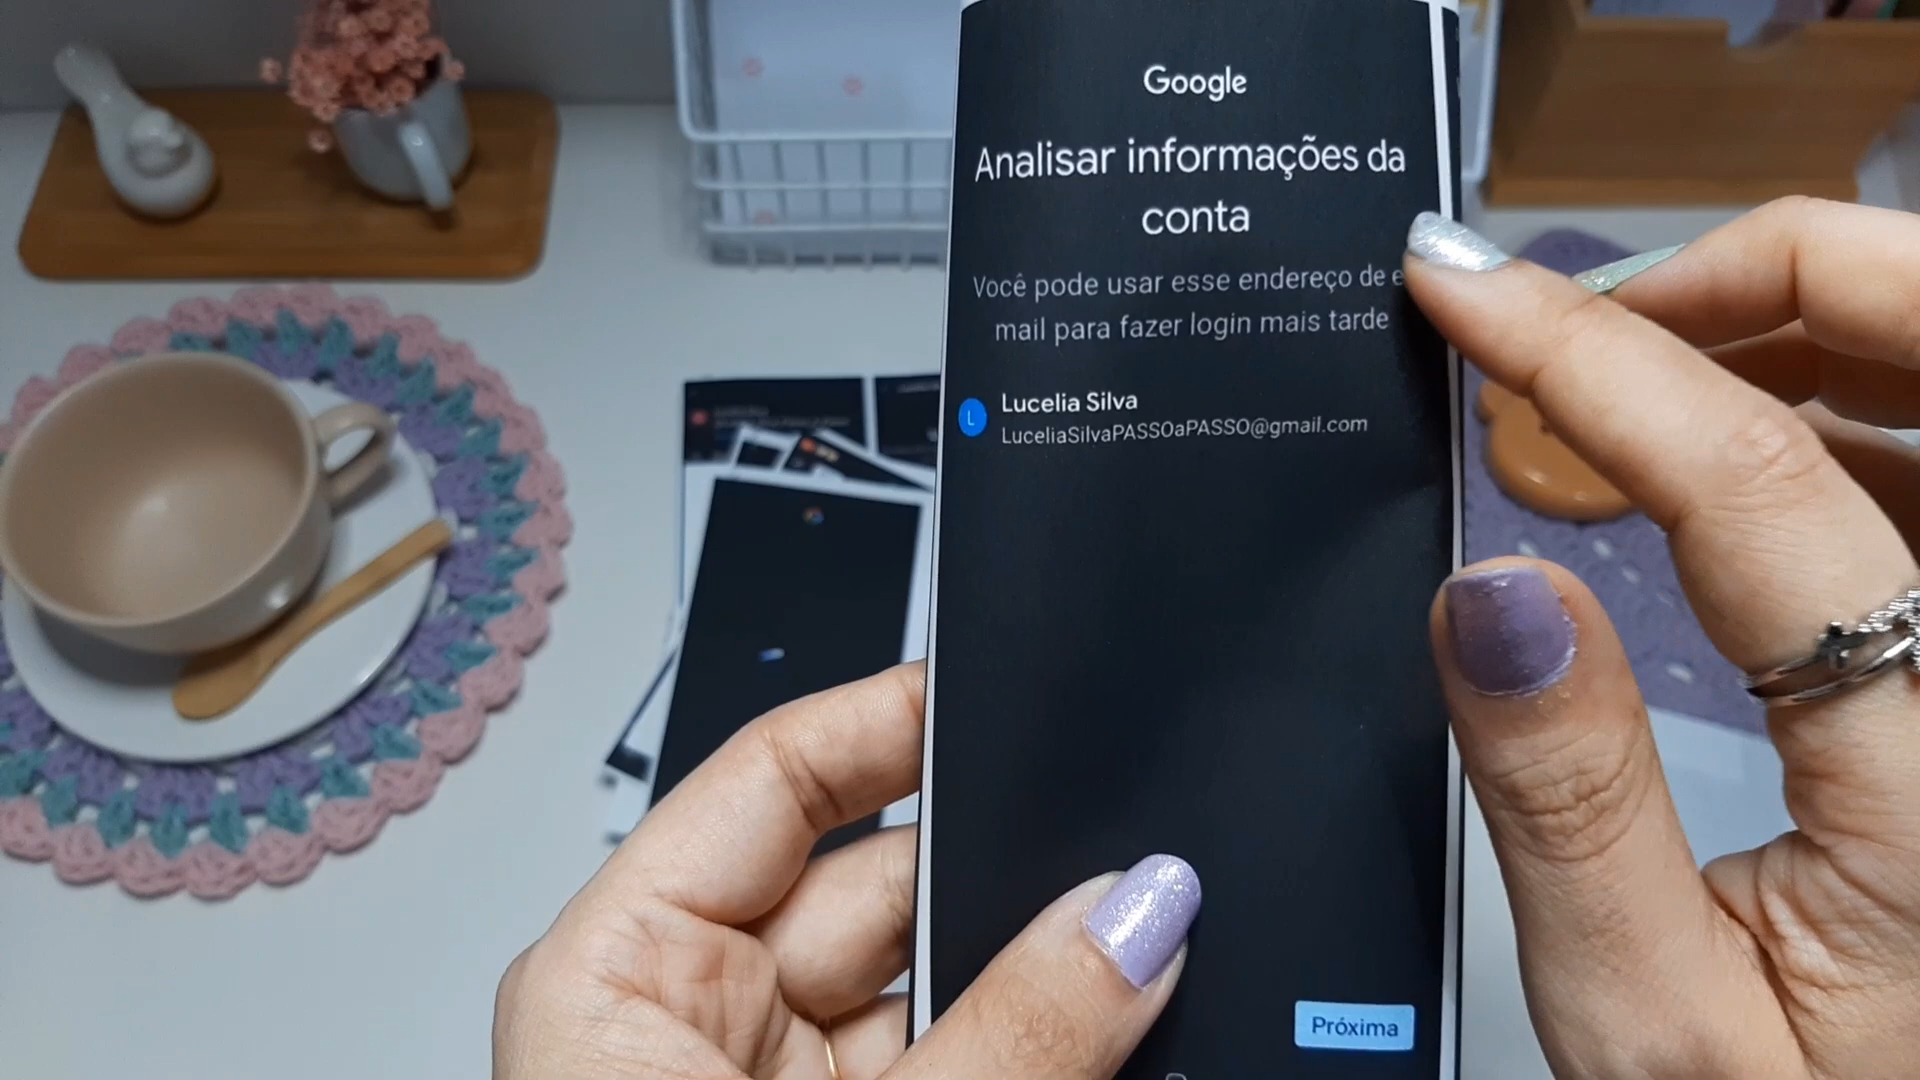 Google
Analisar informações da
conta
Você pode usar esse endereço de e
mail para fazer login mais tarde
L
Lucelia Silva
LuceliaSilvaPASSOaPASSO@gmail.com
Próxima